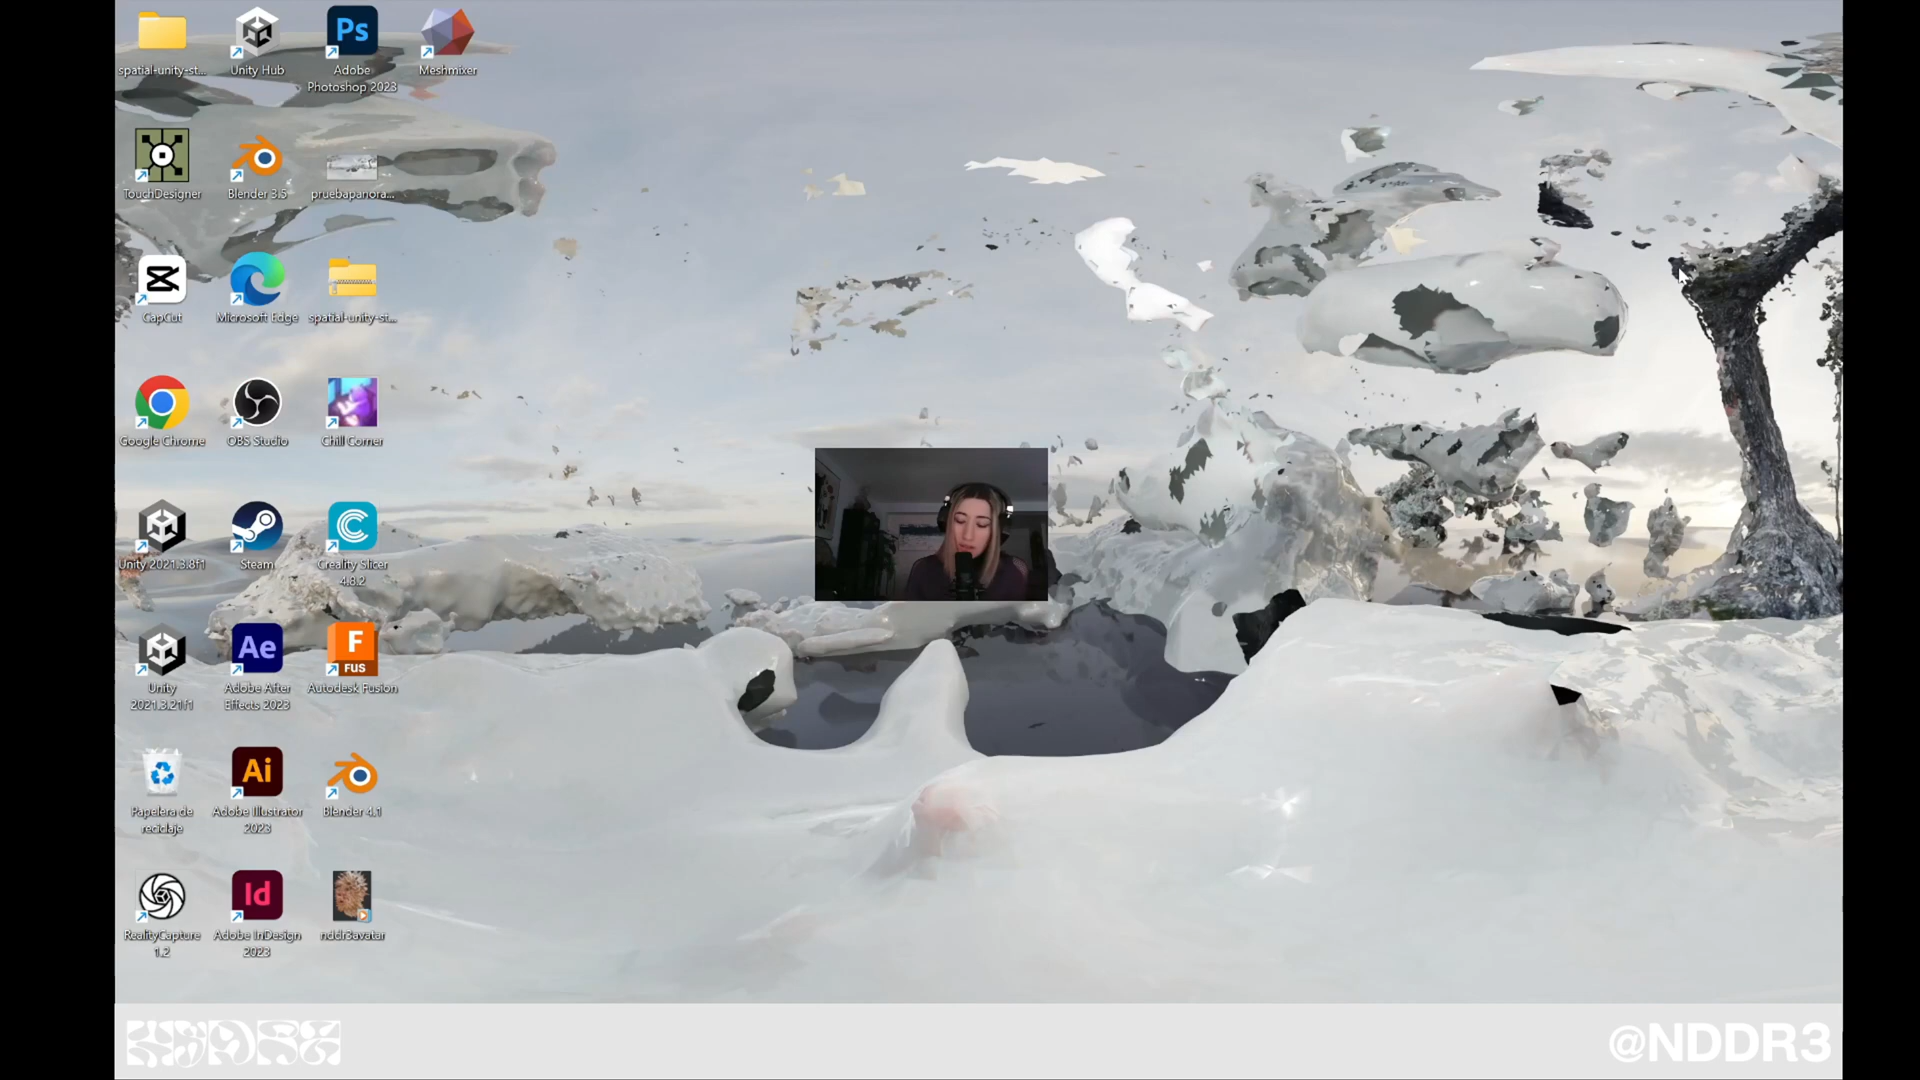 spatial-unity-st...
Unity Hub
Ps
Adobe
Photoshop 2023
Meshmixer
TouchDesigner
Blender 3.5
pruebapanora...
CapCut
Microsoft Edge
spatial-unity-st...
Google Chrome
OBS Studio
Chill Corner
Unity 2021.3.8f1
Steam
Creality Slicer
4.8.2
Unity
2021.3.21f1
Ae
Adobe After
Effects 2023
F
FUS
Autodesk Fusion
Papelera de
reciclaje
Ai
Adobe Illustrator
2023
Blender 4.1
RealityCapture
1.2
Id
Adobe InDesign
2023
nddr3avatar
@NDDR3